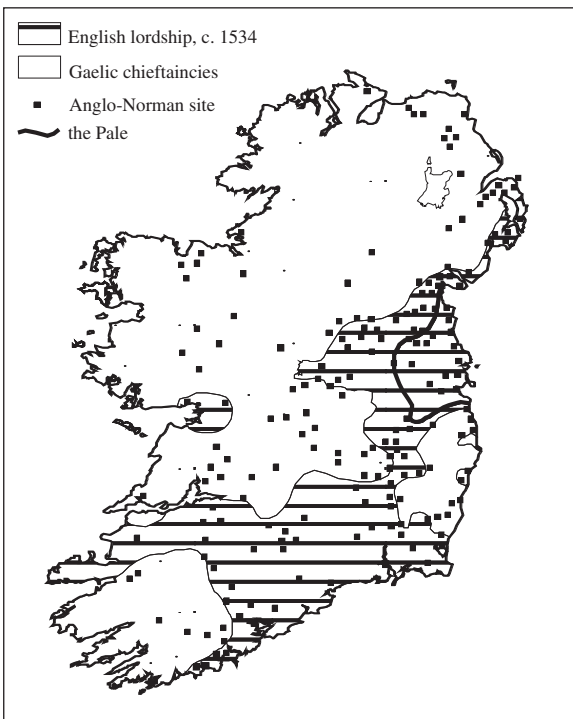 English lordship, c. 1534
Gaelic chieftaincies
Anglo-Norman site
the Pale